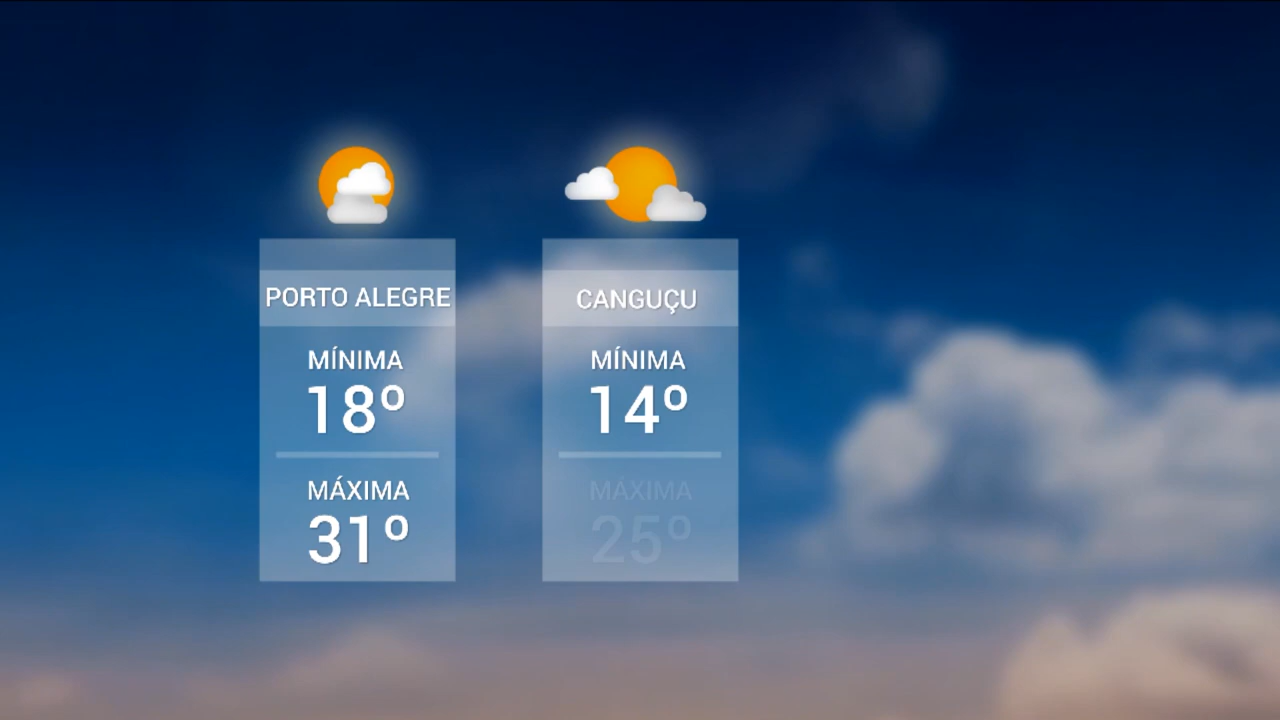 PORTO ALEGRE
MÍNIMA
18º
MÁXIMA
31º
CANGUÇU
MÍNIMA
14º
MÁXIMA
25º